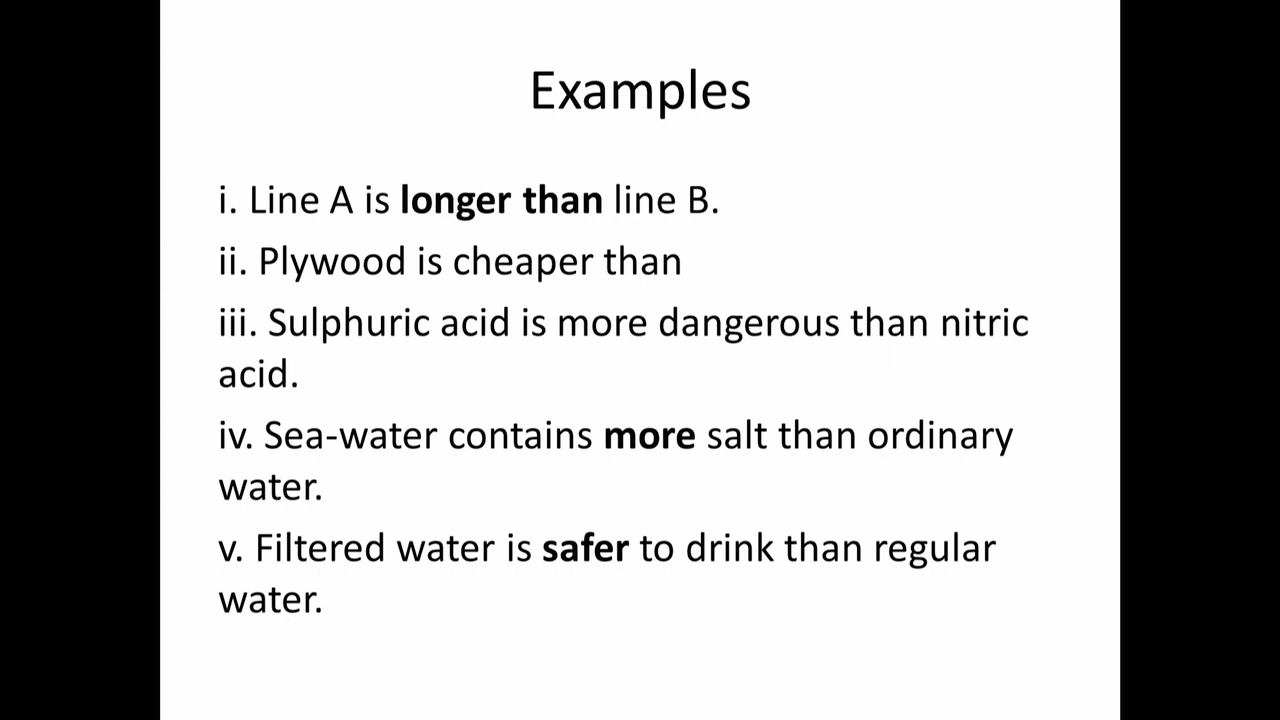 Examples
i. Line A is longer than line B.
ii. Plywood is cheaper than
iii. Sulphuric acid is more dangerous than nitric
acid.
iv. Sea-water contains more salt than ordinary
water.
v. Filtered water is safer to drink than regular
water.